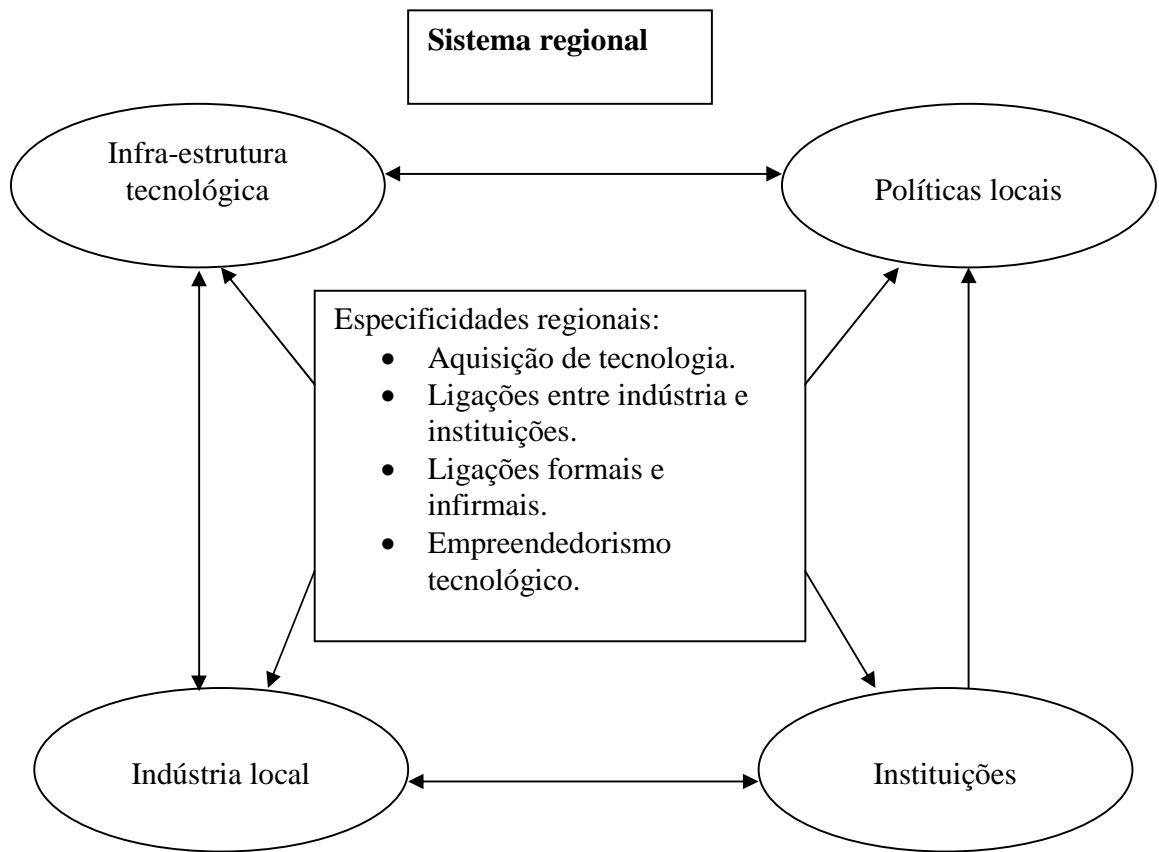 Sistema regional
Infra-estrutura
tecnológica
Políticas locais
Especificidades regionais:
• Aquisição de tecnologia.
• Ligações entre indústria e
instituições.
• Ligações formais e
infirmais.
• Empreendedorismo
tecnológico.
Indústria local
Instituições